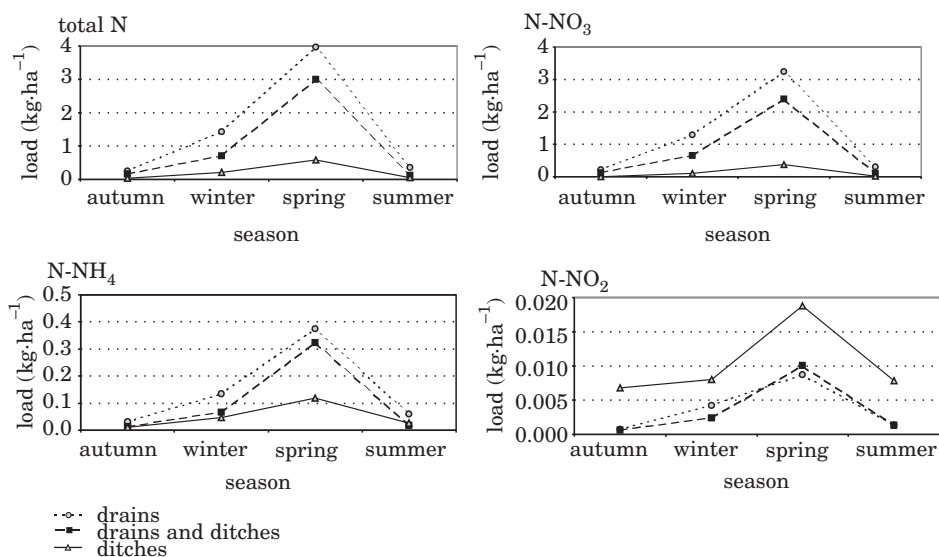 total N
load (kg·ha⁻¹)
4
3
2
1
0
autumn winter spring summer
season
N-NO₃
load (kg·ha⁻¹)
4
3
2
1
0
autumn winter spring summer
season
N-NH₄
load (kg·ha⁻¹)
0.5
0.4
0.3
0.2
0.1
0.0
autumn winter spring summer
season
N-NO₂
load (kg·ha⁻¹)
0.020
0.015
0.010
0.005
0.000
autumn winter spring summer
season
drains
drains and ditches
ditches